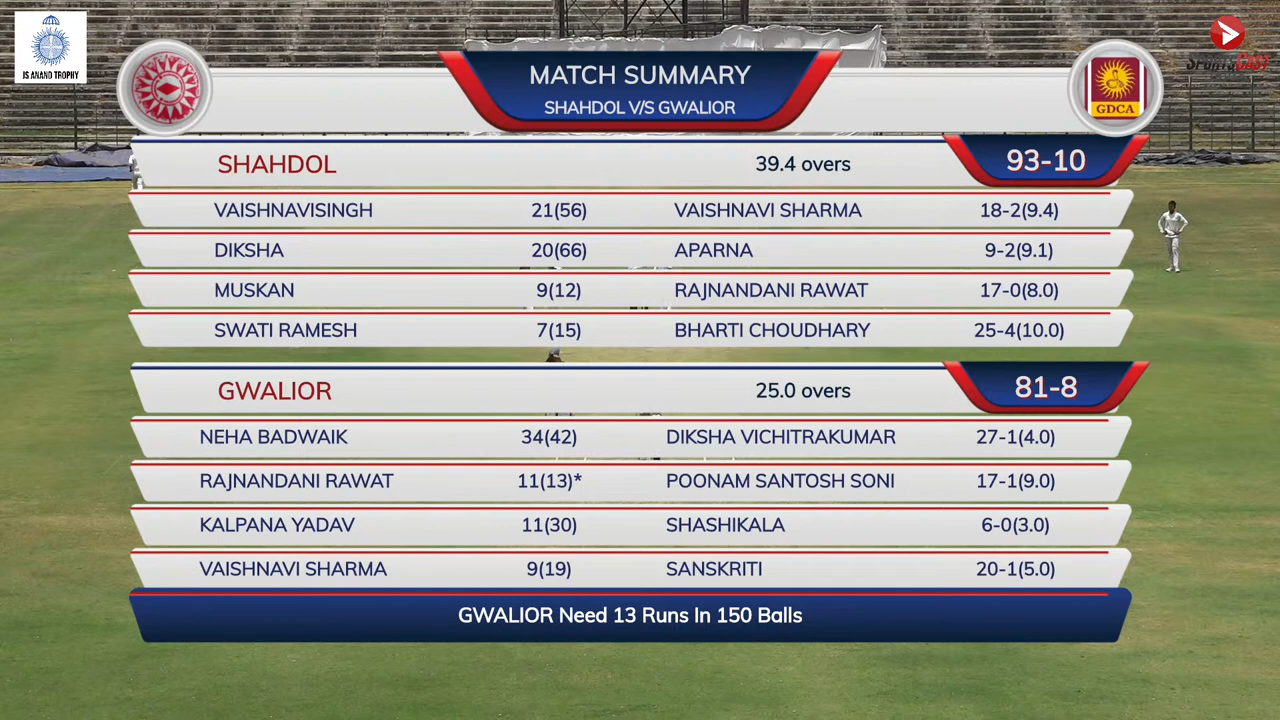 IS ANAND TROPHY
SPORTSCAST
MATCH SUMMARY
SHAHDOL V/S GWALIOR
GDCA
SHAHDOL 39.4 overs 93-10
VAISHNAVISINGH 21(56) VAISHNAVI SHARMA 18-2(9.4)
DIKSHA 20(66) APARNA 9-2(9.1)
MUSKAN 9(12) RAJNANDANI RAWAT 17-0(8.0)
SWATI RAMESH 7(15) BHARTI CHOUDHARY 25-4(10.0)
GWALIOR 25.0 overs 81-8
NEHA BADWAIK 34(42) DIKSHA VICHITRAKUMAR 27-1(4.0)
RAJNANDANI RAWAT 11(13)* POONAM SANTOSH SONI 17-1(9.0)
KALPANA YADAV 11(30) SHASHIKALA 6-0(3.0)
VAISHNAVI SHARMA 9(19) SANSKRITI 20-1(5.0)
GWALIOR Need 13 Runs In 150 Balls